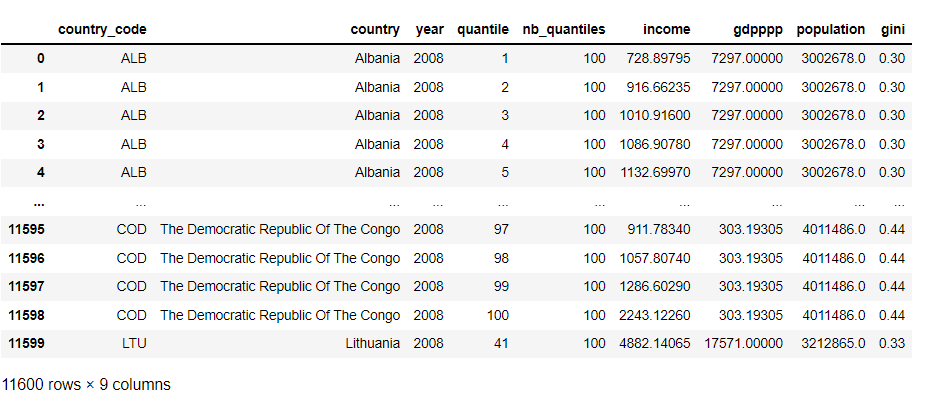 country_code country year quantile nb_quantiles income gdpppp population gini
0 ALB Albania 2008 1 100 728.89795 7297.00000 3002678.0 0.30
1 ALB Albania 2008 2 100 916.66235 7297.00000 3002678.0 0.30
2 ALB Albania 2008 3 100 1010.91600 7297.00000 3002678.0 0.30
3 ALB Albania 2008 4 100 1086.90780 7297.00000 3002678.0 0.30
4 ALB Albania 2008 5 100 1132.69970 7297.00000 3002678.0 0.30
... ... ... ... ... ... ... ... ... ...
11595 COD The Democratic Republic Of The Congo 2008 97 100 911.78340 303.19305 4011486.0 0.44
11596 COD The Democratic Republic Of The Congo 2008 98 100 1057.80740 303.19305 4011486.0 0.44
11597 COD The Democratic Republic Of The Congo 2008 99 100 1286.60290 303.19305 4011486.0 0.44
11598 COD The Democratic Republic Of The Congo 2008 100 100 2243.12260 303.19305 4011486.0 0.44
11599 LTU Lithuania 2008 41 100 4882.14065 17571.00000 3212865.0 0.33
11600 rows × 9 columns